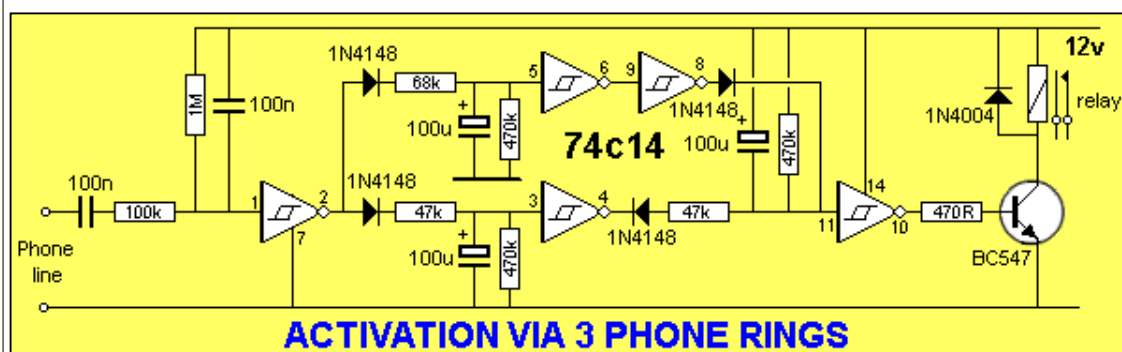 12v
1N4148
68k
5
6
9
8
1M
100n
1N4148
1N4004
relay
100u
470k
74c14
100u
470k
100n
1N4148
100k
1
2
47k
3
4
47k
14
470R
7
1N4148
11
10
Phone
line
100u
470k
BC547
ACTIVATION VIA 3 PHONE RINGS